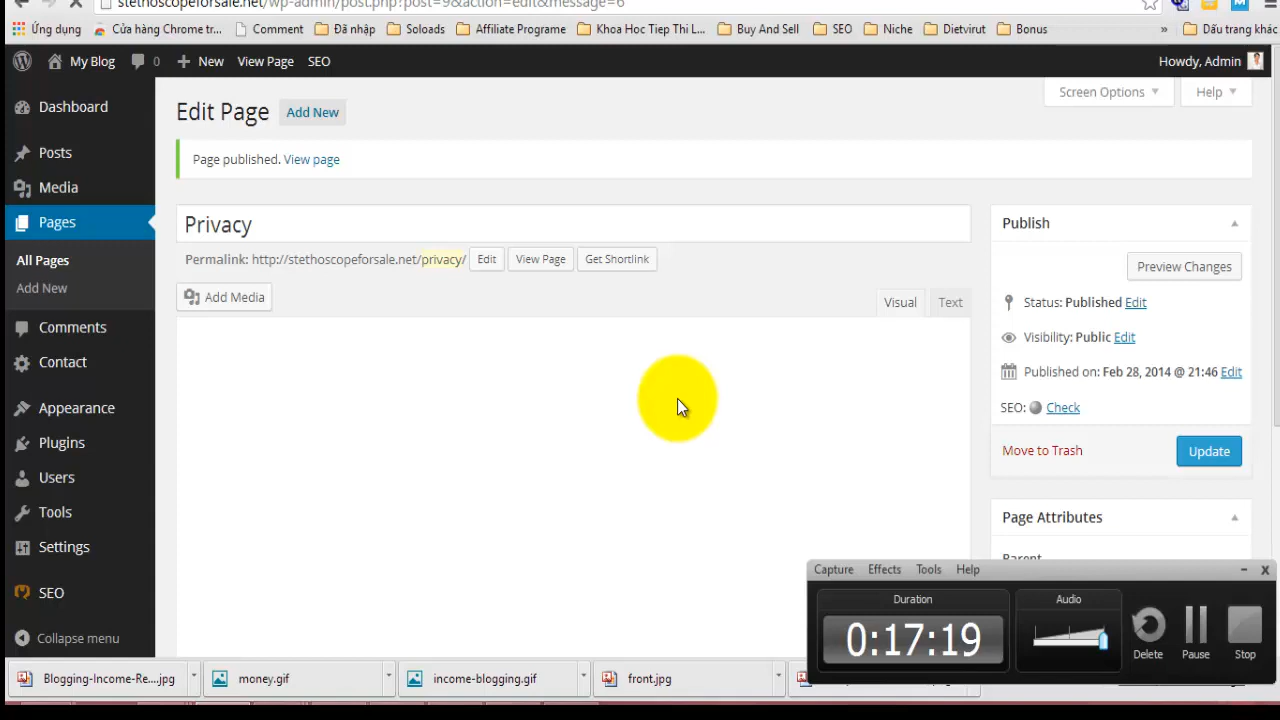 stethoscopeforsale.net/wp-admin/post.php?post=9&action=edit&message=6
Ứng dụng Cửa hàng Chrome tr... Comment Đã nhập Soloads Affiliate Programe Khoa Hoc Tiep Thi L... Buy And Sell SEO Niche Dietvirut Bonus » Dấu trang khác
My Blog 0 New View Page SEO Howdy, Admin
Dashboard
Posts
Media
Pages
All Pages
Add New
Comments
Contact
Appearance
Plugins
Users
Tools
Settings
SEO
Collapse menu
Screen Options Help
Edit Page Add New
Page published. View page
Privacy
Permalink: http://stethoscopeforsale.net/privacy/ Edit View Page Get Shortlink
Add Media
Visual Text
Publish
Preview Changes
Status: Published Edit
Visibility: Public Edit
Published on: Feb 28, 2014 @ 21:46 Edit
SEO: Check
Move to Trash Update
Page Attributes
Parent
Capture Effects Tools Help
Duration
0:17:19
Audio
Delete Pause Stop
Blogging-Income-Re....jpg money.gif income-blogging.gif front.jpg